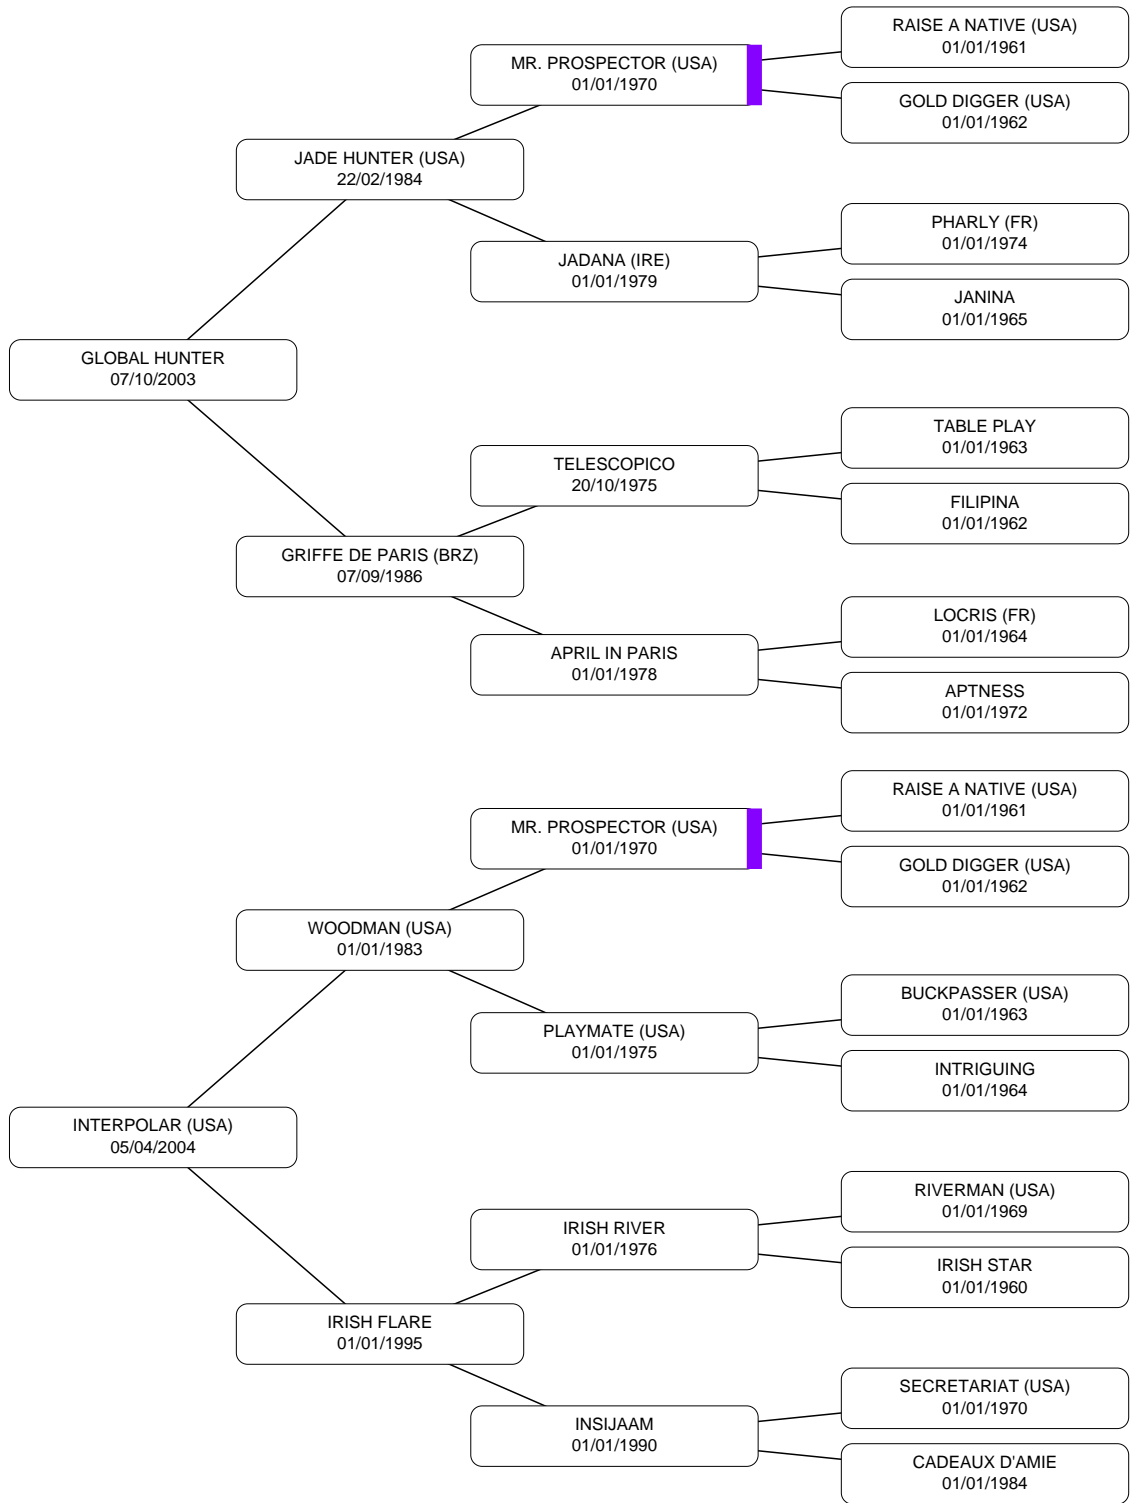 RAISE A NATIVE (USA)
01/01/1961
MR. PROSPECTOR (USA)
01/01/1970
GOLD DIGGER (USA)
01/01/1962
JADE HUNTER (USA)
22/02/1984
PHARLY (FR)
01/01/1974
JADANA (IRE)
01/01/1979
JANINA
01/01/1965
GLOBAL HUNTER
07/10/2003
TABLE PLAY
01/01/1963
TELESCOPICO
20/10/1975
FILIPINA
01/01/1962
GRIFFE DE PARIS (BRZ)
07/09/1986
LOCRIS (FR)
01/01/1964
APRIL IN PARIS
01/01/1978
APTNESS
01/01/1972
RAISE A NATIVE (USA)
01/01/1961
MR. PROSPECTOR (USA)
01/01/1970
GOLD DIGGER (USA)
01/01/1962
WOODMAN (USA)
01/01/1983
BUCKPASSER (USA)
01/01/1963
PLAYMATE (USA)
01/01/1975
INTRIGUING
01/01/1964
INTERPOLAR (USA)
05/04/2004
RIVERMAN (USA)
01/01/1969
IRISH RIVER
01/01/1976
IRISH STAR
01/01/1960
IRISH FLARE
01/01/1995
SECRETARIAT (USA)
01/01/1970
INSIJAAM
01/01/1990
CADEAUX D'AMIE
01/01/1984